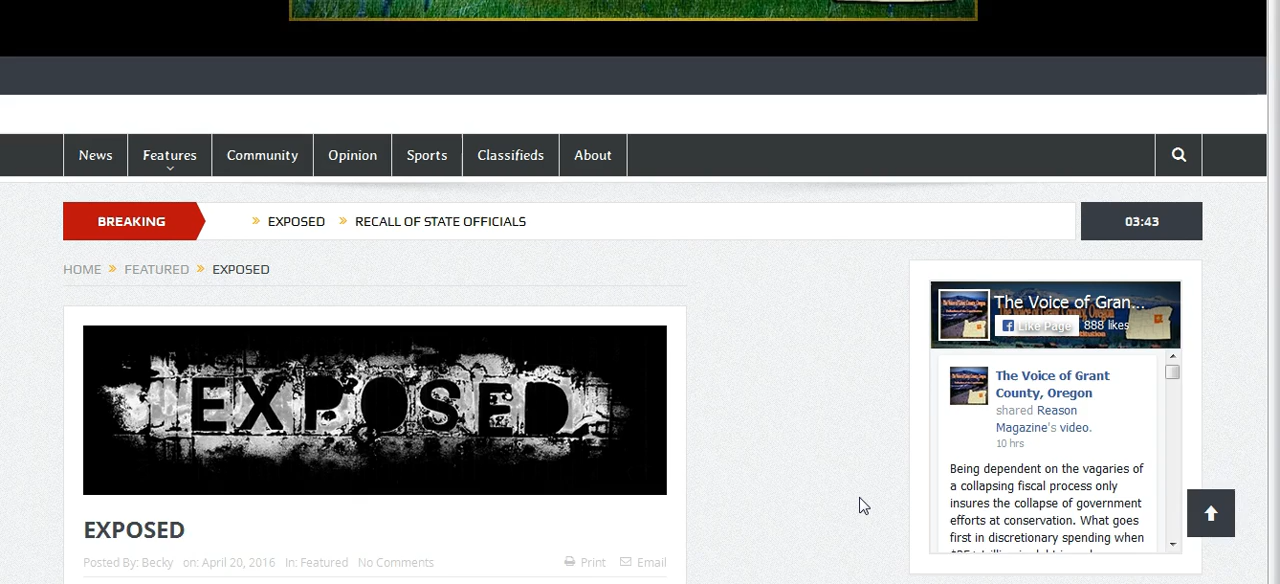 News Features Community Opinion Sports Classifieds About
BREAKING » EXPOSED » RECALL OF STATE OFFICIALS 03:43
HOME » FEATURED » EXPOSED
EXPOSED
EXPOSED
Posted By: Becky on: April 20, 2016 In: Featured No Comments Print Email
The Voice of Gran...
Like Page 888 likes
The Voice of Grant
County, Oregon
shared Reason
Magazine's video.
10 hrs
Being dependent on the vagaries of
a collapsing fiscal process only
insures the collapse of government
efforts at conservation. What goes
first in discretionary spending when